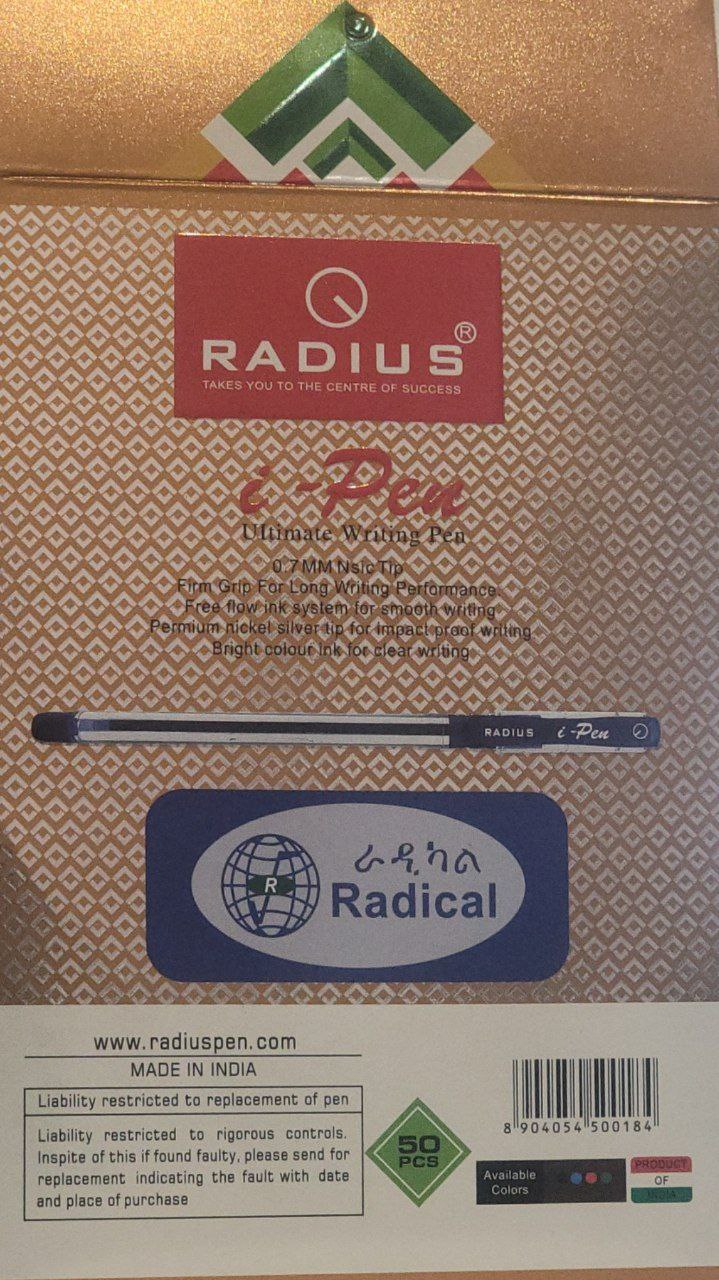 RADIUS®
TAKES YOU TO THE CENTRE OF SUCCESS
i-Pen
Ultimate Writing Pen
0.7 MM Nsic Tip
Firm Grip For Long Writing Performance.
Free flow ink system for smooth writing
Permium nickel silver tip for impact proof writing
Bright colour ink for clear writing
RADIUS i-Pen
ራዲካል
R
Radical
www.radiuspen.com
MADE IN INDIA
Liability restricted to replacement of pen
Liability restricted to rigorous controls.
Inspite of this if found faulty, please send for
replacement indicating the fault with date
and place of purchase
50
PCS
8 904054 500184
Available
Colors
PRODUCT
OF
INDIA